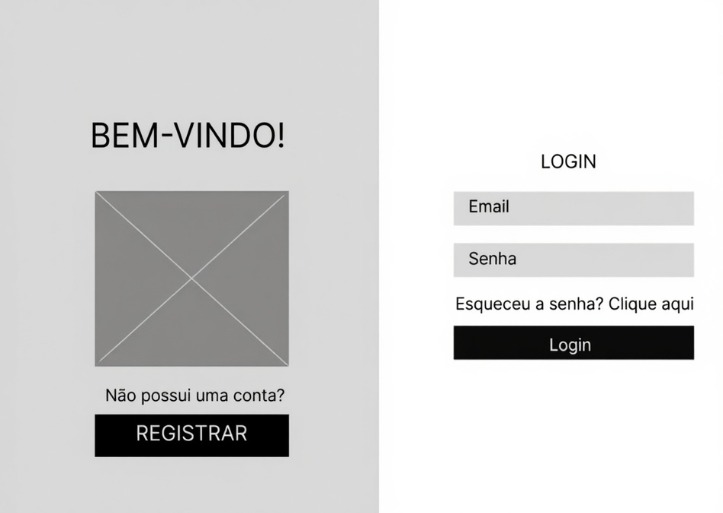 BEM-VINDO!
Não possui uma conta?
REGISTRAR
LOGIN
Email
Senha
Esqueceu a senha? Clique aqui
Login